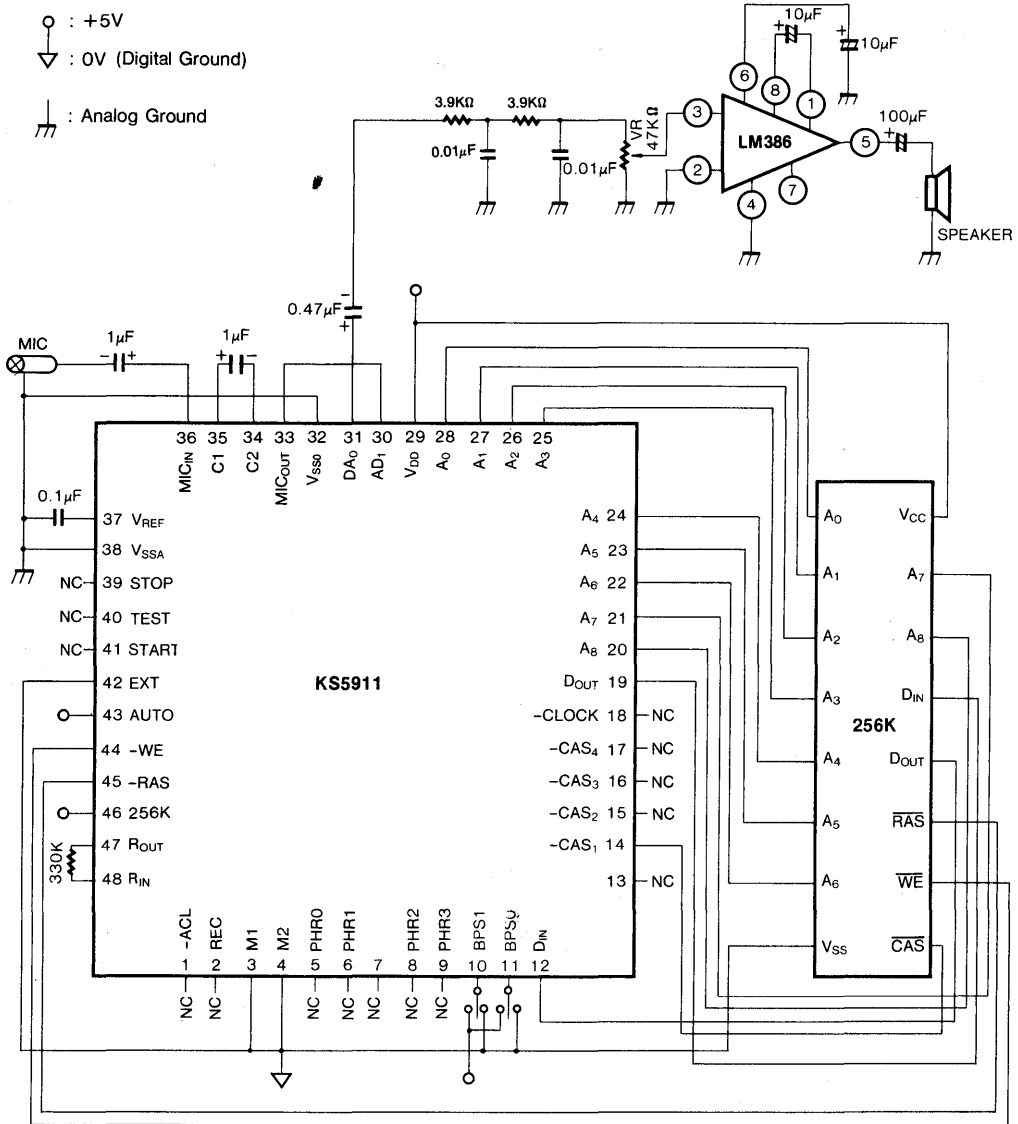 : +5V
: 0V (Digital Ground)
: Analog Ground
10μF
10μF
6
8
1
3.9KΩ
3.9KΩ
0.01μF
0.01μF
VR
47KΩ
3
2
LM386
5
100μF
4
7
SPEAKER
0.47μF
-
+
MIC
1μF
- +
1μF
+ -
36 35 34 33 32 31 30 29 28 27 26 25
MICIN C1 C2 MICOUT VSS0 DA0 AD1 VDD A0 A1 A2 A3
0.1μF
37 VREF
38 VSSA
NC 39 STOP
NC 40 TEST
NC 41 START
42 EXT
43 AUTO
44 -WE
45 -RAS
46 256K
47 ROUT
330K
48 RIN
KS5911
A4 24
A5 23
A6 22
A7 21
A8 20
DOUT 19
-CLOCK 18 NC
-CAS4 17 NC
-CAS3 16 NC
-CAS2 15 NC
-CAS1 14
13 NC
-ACL REC M1 M2 PHR0 PHR1 PHR2 PHR3 BPS1 BPS0 DIN
1 2 3 4 5 6 7 8 9 10 11 12
NC NC NC NC NC NC NC
A0 VCC
A1 A7
A2 A8
A3 DIN
256K
A4 DOUT
A5 RAS
A6 WE
VSS CAS